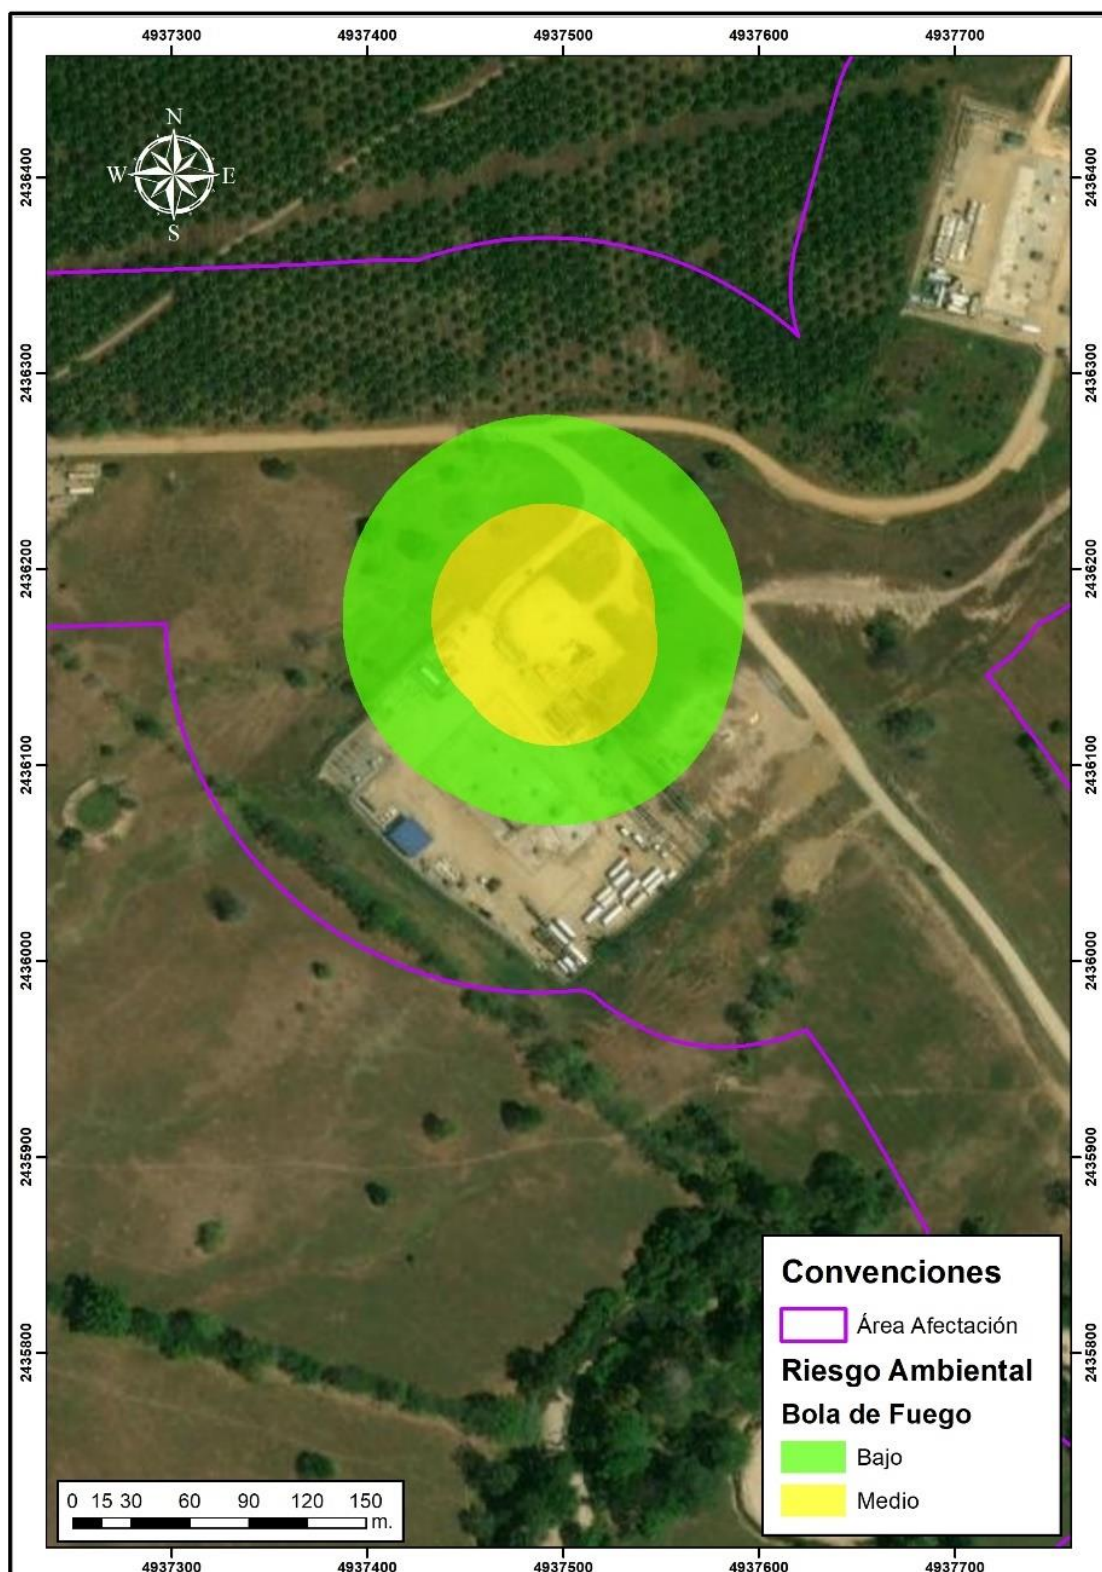 4937300 4937400 4937500 4937600 4937700
N
W E
S
2436400 2436400
2436300 2436300
2436200 2436200
2436100 2436100
2436000 2436000
2435900 2435900
2435800 2435800
Convenciones
Área Afectación
Riesgo Ambiental
Bola de Fuego
Bajo
Medio
0 15 30 60 90 120 150
m.
4937300 4937400 4937500 4937600 4937700